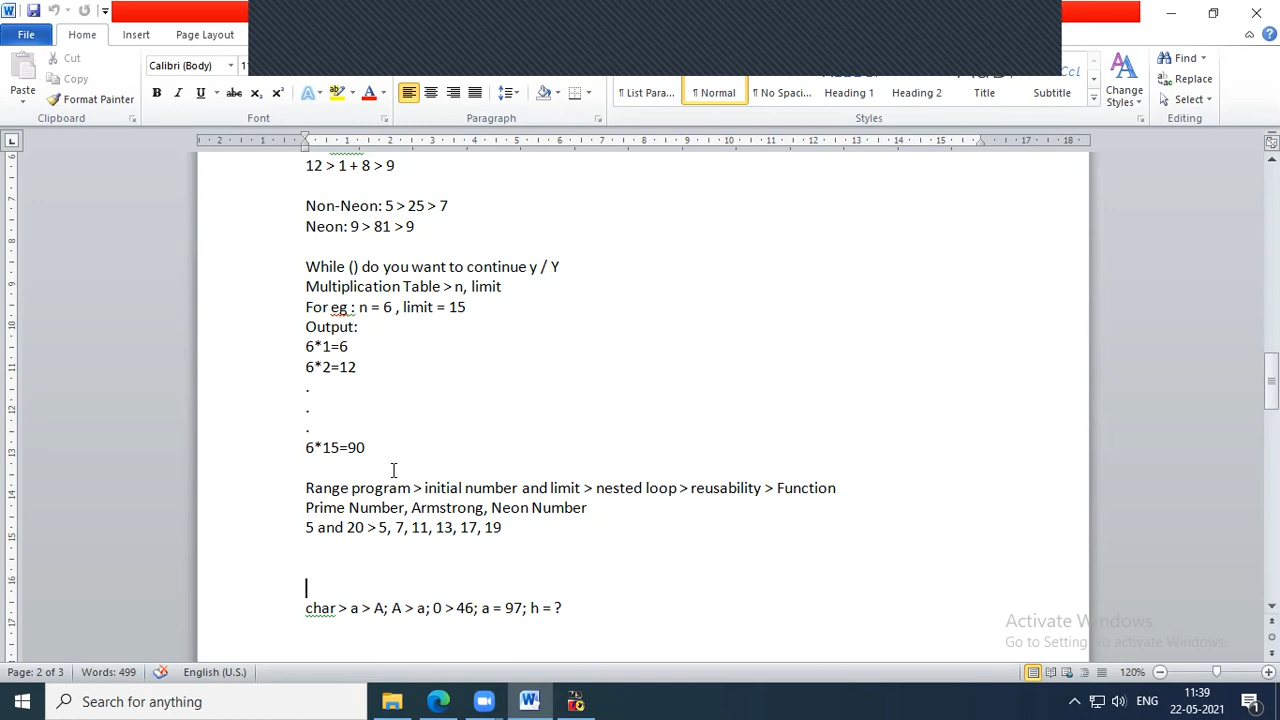 File Home Insert Page Layout
Cut
Copy
Paste
Format Painter
Clipboard
Calibri (Body)
Font
Paragraph
¶ List Para... ¶ Normal ¶ No Spaci... Heading 1 Heading 2 Title Subtitle
Styles
Change Styles
Find
Replace
Select
Editing
12 > 1 + 8 > 9
Non-Neon: 5 > 25 > 7
Neon: 9 > 81 > 9
While () do you want to continue y / Y
Multiplication Table > n, limit
For eg : n = 6 , limit = 15
Output:
6*1=6
6*2=12
.
.
.
6*15=90
Range program > initial number and limit > nested loop > reusability > Function
Prime Number, Armstrong, Neon Number
5 and 20 > 5, 7, 11, 13, 17, 19
char > a > A; A > a; 0 > 46; a = 97; h = ?
Activate Windows
Go to Settings to activate Windows.
Page: 2 of 3 Words: 499 English (U.S.) 120%
Search for anything
ENG
11:39
22-05-2021